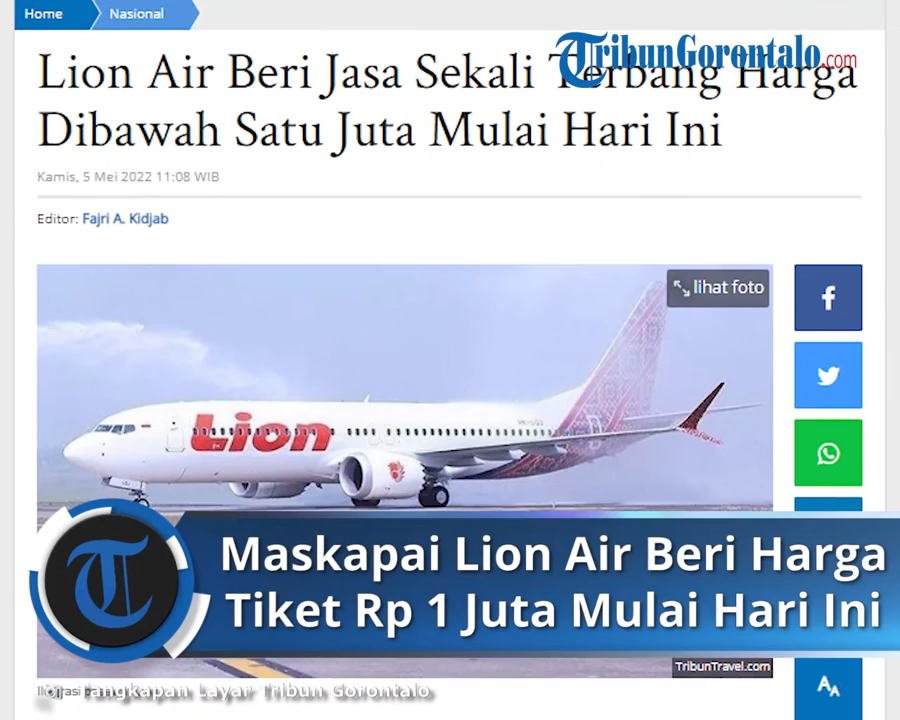 Home Nasional
TribunGorontalo.com
Lion Air Beri Jasa Sekali Terbang Harga
Dibawah Satu Juta Mulai Hari Ini
Kamis, 5 Mei 2022 11:08 WIB
Editor: Fajri A. Kidjab
lihat foto
Lion
Maskapai Lion Air Beri Harga
Tiket Rp 1 Juta Mulai Hari Ini
TribunTravel.com
Tangkapan Layar Tribun Gorontalo
AA